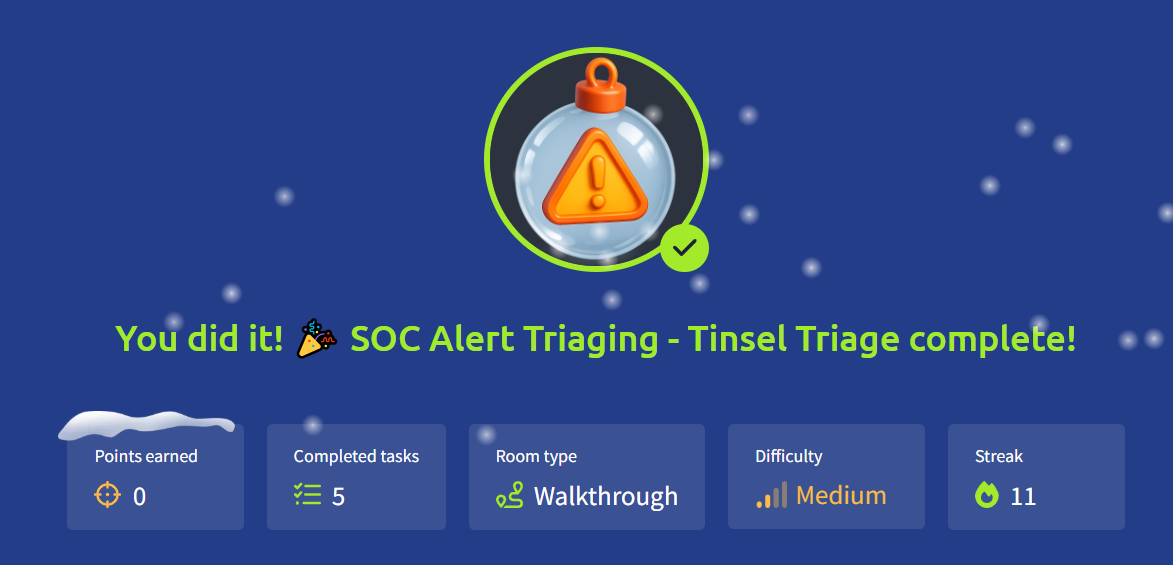 You did it! 🎉 SOC Alert Triaging - Tinsel Triage complete!
Points earned
0
Completed tasks
5
Room type
Walkthrough
Difficulty
Medium
Streak
11